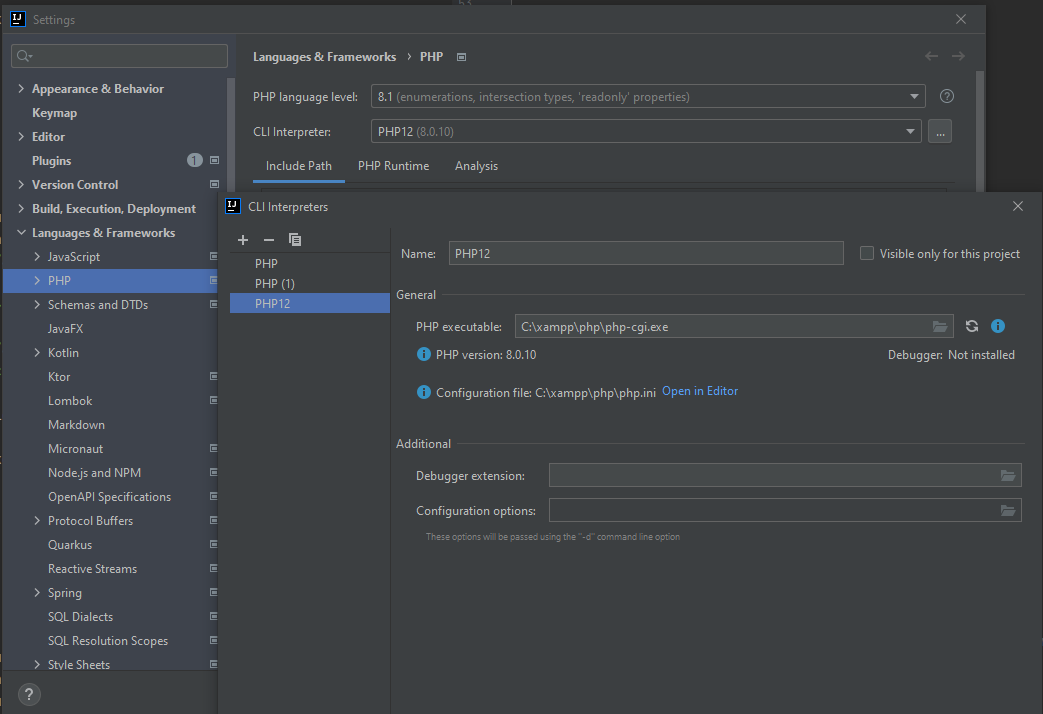 Settings
Languages & Frameworks › PHP
Appearance & Behavior
Keymap
Editor
Plugins 1
Version Control
Build, Execution, Deployment
Languages & Frameworks
JavaScript
PHP
Schemas and DTDs
JavaFX
Kotlin
Ktor
Lombok
Markdown
Micronaut
Node.js and NPM
OpenAPI Specifications
Protocol Buffers
Quarkus
Reactive Streams
Spring
SQL Dialects
SQL Resolution Scopes
Style Sheets
?
PHP language level: 8.1 (enumerations, intersection types, 'readonly' properties) ?
CLI Interpreter: PHP12 (8.0.10) ...
Include Path PHP Runtime Analysis
CLI Interpreters
PHP
PHP (1)
PHP12
Name: PHP12 Visible only for this project
General
PHP executable: C:\xampp\php\php-cgi.exe
PHP version: 8.0.10 Debugger: Not installed
Configuration file: C:\xampp\php\php.ini Open in Editor
Additional
Debugger extension:
Configuration options:
These options will be passed using the "-d" command line option